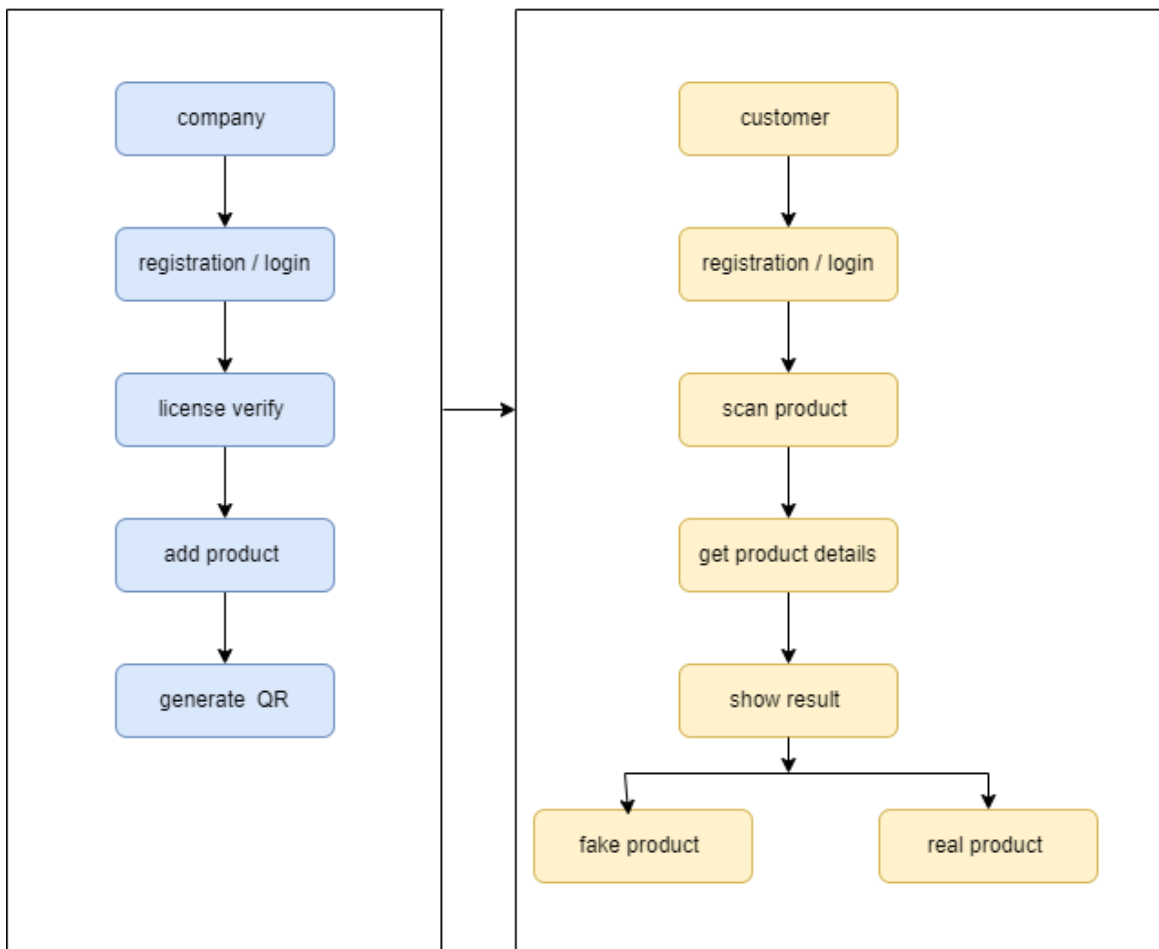 company
registration / login
license verify
add product
generate  QR
customer
registration / login
scan product
get product details
show result
fake product
real product